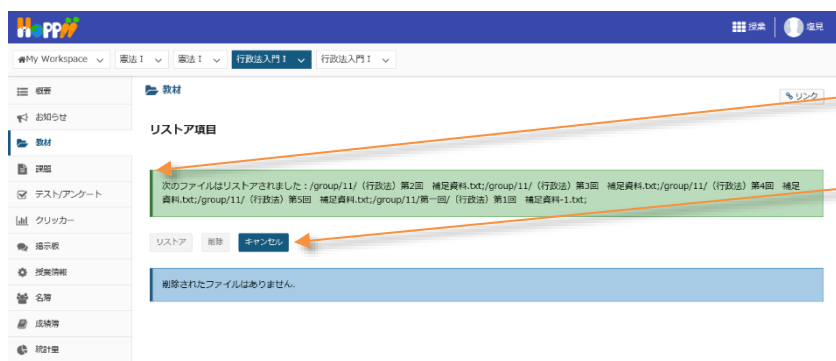 HoppⅡ
授業
塩見
My Workspace
憲法Ⅰ
憲法Ⅰ
行政法入門Ⅰ
行政法入門Ⅰ
概要
お知らせ
教材
課題
テスト/アンケート
クリッカー
掲示板
授業情報
名簿
成績簿
統計量
教材
リンク
リストア項目
次のファイルはリストアされました：/group/11/（行政法）第2回　補足資料.txt;/group/11/（行政法）第3回　補足資料.txt;/group/11/（行政法）第4回　補足
資料.txt;/group/11/（行政法）第5回　補足資料.txt;/group/11/第一回/（行政法）第1回　補足資料-1.txt;
リストア 削除 キャンセル
削除されたファイルはありません.